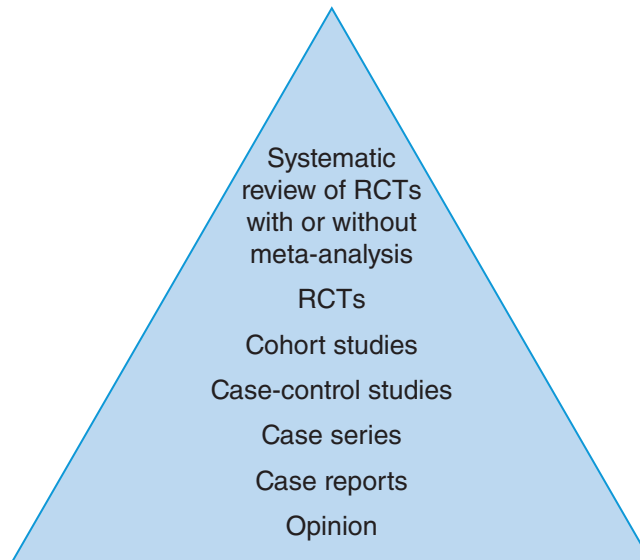 Systematic
review of RCTs
with or without
meta-analysis
RCTs
Cohort studies
Case-control studies
Case series
Case reports
Opinion